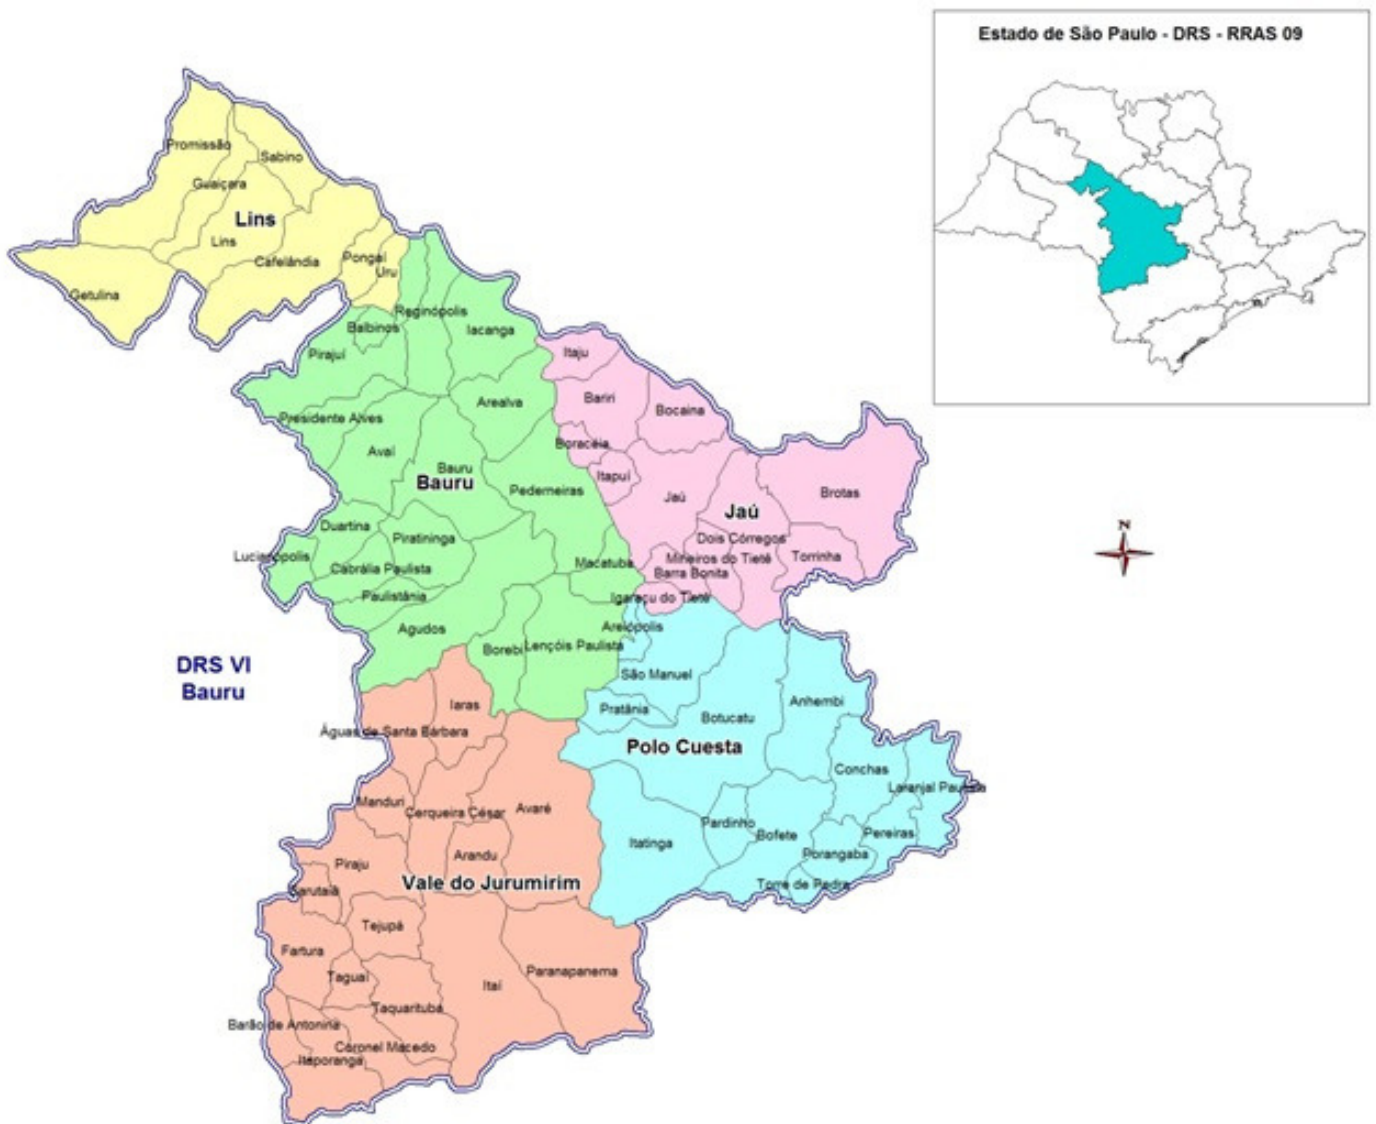 Estado de São Paulo - DRS - RRAS 09
Promissão
Sabino
Guaiçara
Lins
Lins
Cafelândia
Pongaí
Uru
Getulina
Reginópolis
Balbinos
Iacanga
Pirajuí
Itaju
Presidente Alves
Arealva
Bariri
Bocaina
Avaí
Boracéia
Bauru
Bauru
Itapuí
Pederneiras
Jaú
Brotas
Jaú
Duartina
Piratininga
Dois Córregos
Lucianópolis
Cabrália Paulista
Macatuba
Mineiros do Tietê
Torrinha
Barra Bonita
Paulistânia
Igaraçu do Tietê
Agudos
Areiópolis
Borebi
Lençóis Paulista
DRS VI
Bauru
São Manuel
Iaras
Pratânia
Botucatu
Anhembi
Águas de Santa Bárbara
Polo Cuesta
Conchas
Laranjal Paulista
Manduri
Cerqueira César
Avaré
Pardinho
Bofete
Pereiras
Itatinga
Porangaba
Arandu
Piraju
Vale do Jurumirim
Torre de Pedra
Sarutaiá
Tejupá
Fartura
Taguaí
Itaí
Paranapanema
Taquarituba
Barão de Antonina
Coronel Macedo
Itaporanga
N